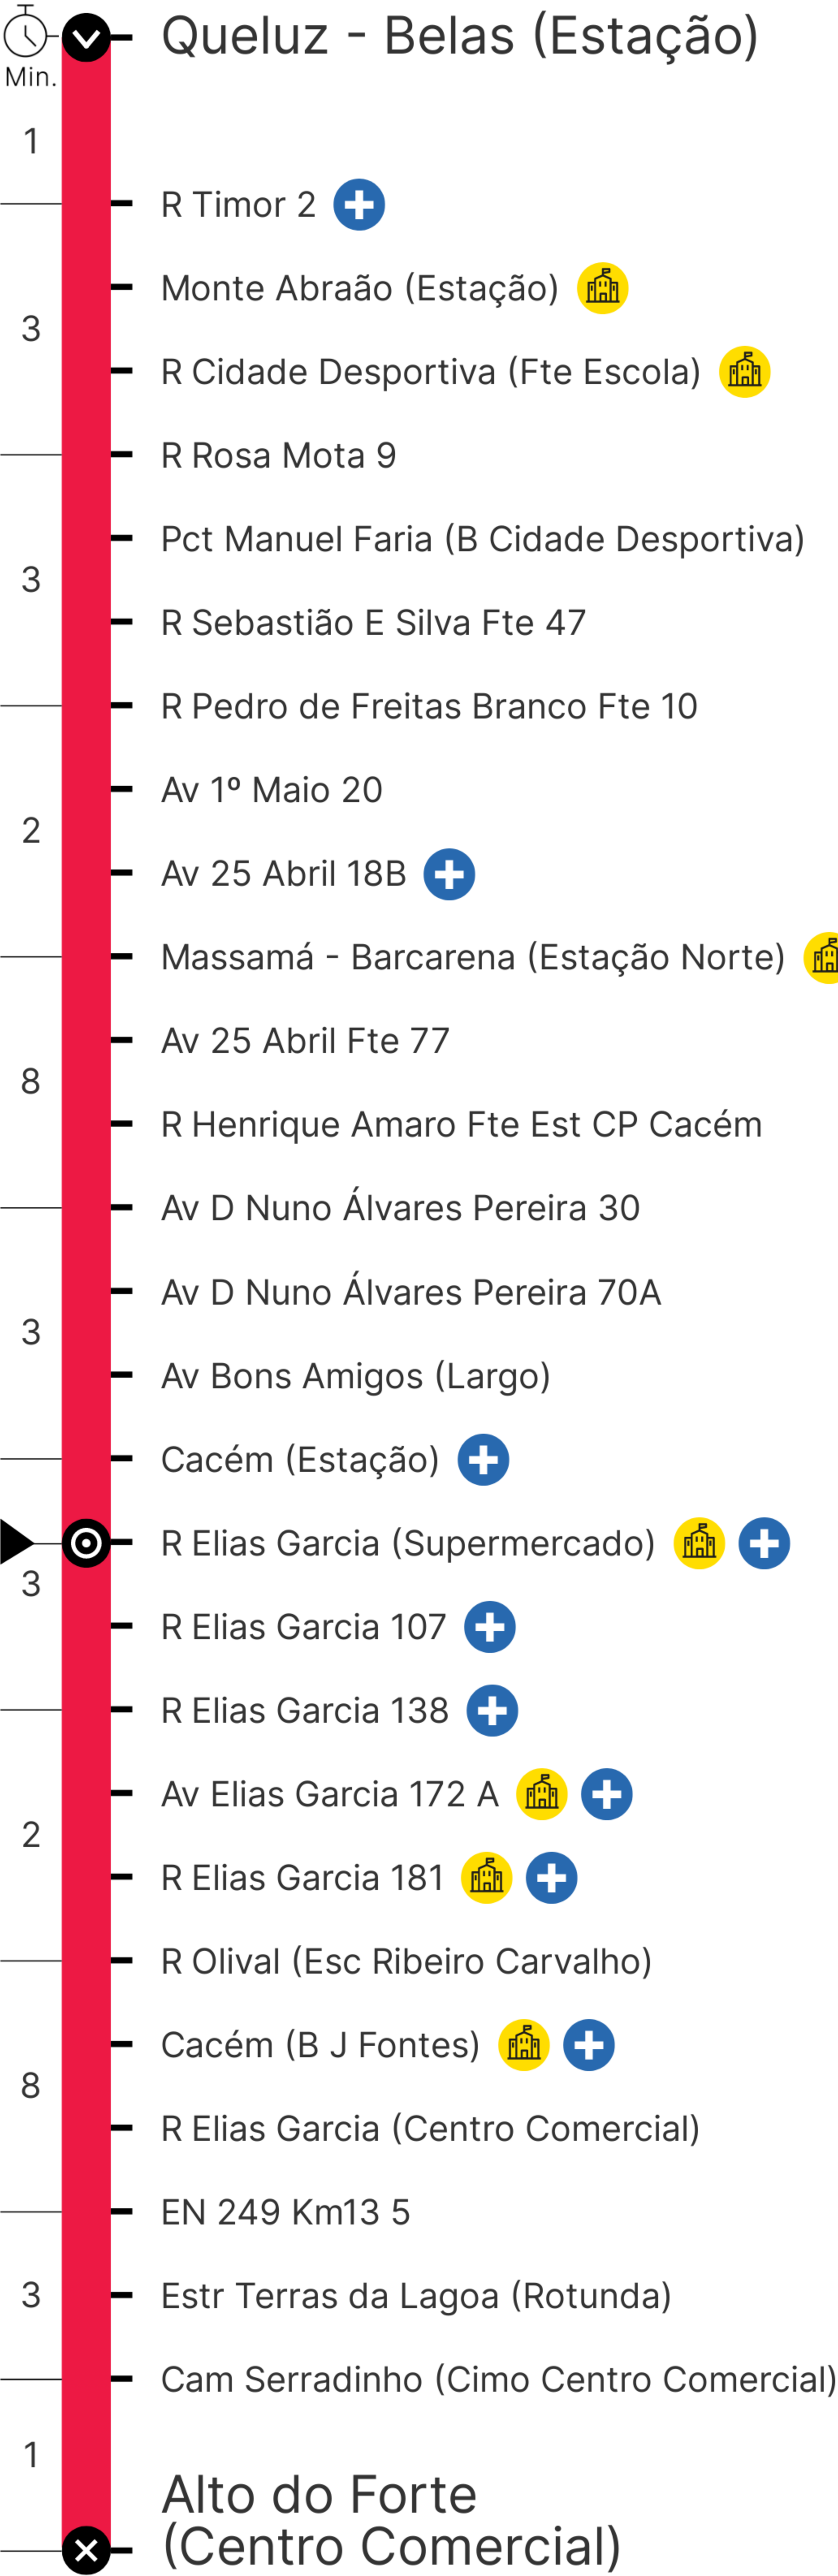 Queluz - Belas (Estação)
Min.
1
R Timor 2
Monte Abraão (Estação)
3
R Cidade Desportiva (Fte Escola)
R Rosa Mota 9
Pct Manuel Faria (B Cidade Desportiva)
3
R Sebastião E Silva Fte 47
R Pedro de Freitas Branco Fte 10
Av 1º Maio 20
2
Av 25 Abril 18B
Massamá - Barcarena (Estação Norte)
Av 25 Abril Fte 77
8
R Henrique Amaro Fte Est CP Cacém
Av D Nuno Álvares Pereira 30
Av D Nuno Álvares Pereira 70A
3
Av Bons Amigos (Largo)
Cacém (Estação)
R Elias Garcia (Supermercado)
3
R Elias Garcia 107
R Elias Garcia 138
Av Elias Garcia 172 A
2
R Elias Garcia 181
R Olival (Esc Ribeiro Carvalho)
Cacém (B J Fontes)
8
R Elias Garcia (Centro Comercial)
EN 249 Km13 5
3
Estr Terras da Lagoa (Rotunda)
Cam Serradinho (Cimo Centro Comercial)
1
Alto do Forte
(Centro Comercial)